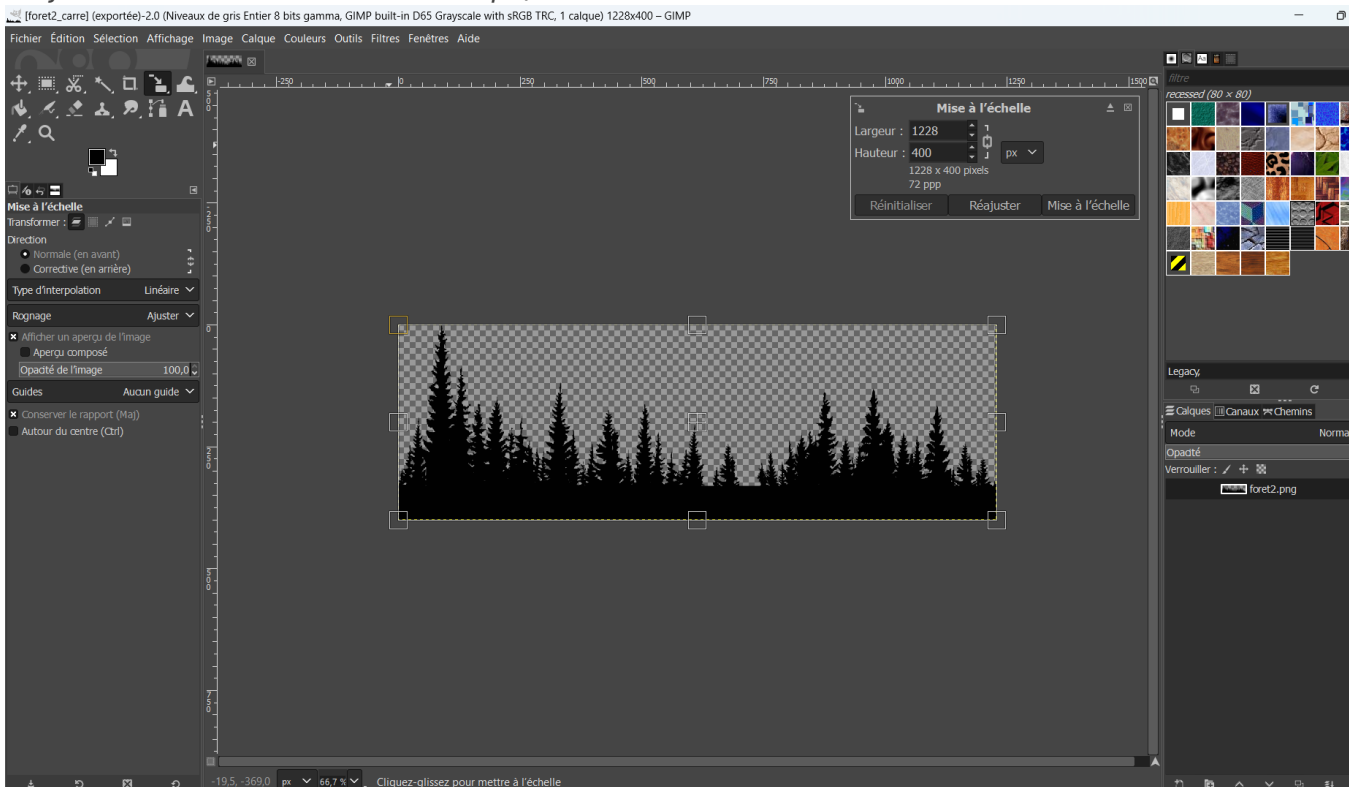 [foret2_carre] (exportée)-2.0 (Niveaux de gris Entier 8 bits gamma, GIMP built-in D65 Grayscale with sRGB TRC, 1 calque) 1228x400 – GIMP
Fichier Édition Sélection Affichage Image Calque Couleurs Outils Filtres Fenêtres Aide
-250 0 250 500 750 1000 1250 1500
filtre
recessed (80 × 80)
Mise à l'échelle
Largeur : 1228
Hauteur : 400 px
1228 x 400 pixels
72 ppp
Réinitialiser Réajuster Mise à l'échelle
Mise à l'échelle
Transformer :
Direction
Normale (en avant)
Corrective (en arrière)
Type d'interpolation Linéaire
Rognage Ajuster
Afficher un aperçu de l'image
Aperçu composé
Opacité de l'image 100,0
Guides Aucun guide
Conserver le rapport (Maj)
Autour du centre (Ctrl)
500
250
0
250
500
750
Legacy,
Calques Canaux Chemins
Mode Norma
Opacité
Verrouiller :
foret2.png
-19,5, -369,0 px 66,7 % Cliquez-glissez pour mettre à l'échelle